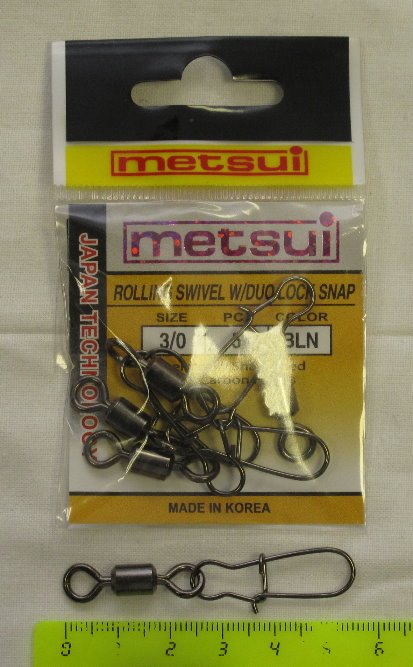 metsui
metsui
JAPAN TECHNOLOGY
ROLLING SWIVEL W/DUO LOCK SNAP
SIZE COLOR
3/0 BLN
MADE IN KOREA
0 1 2 3 4 5 6